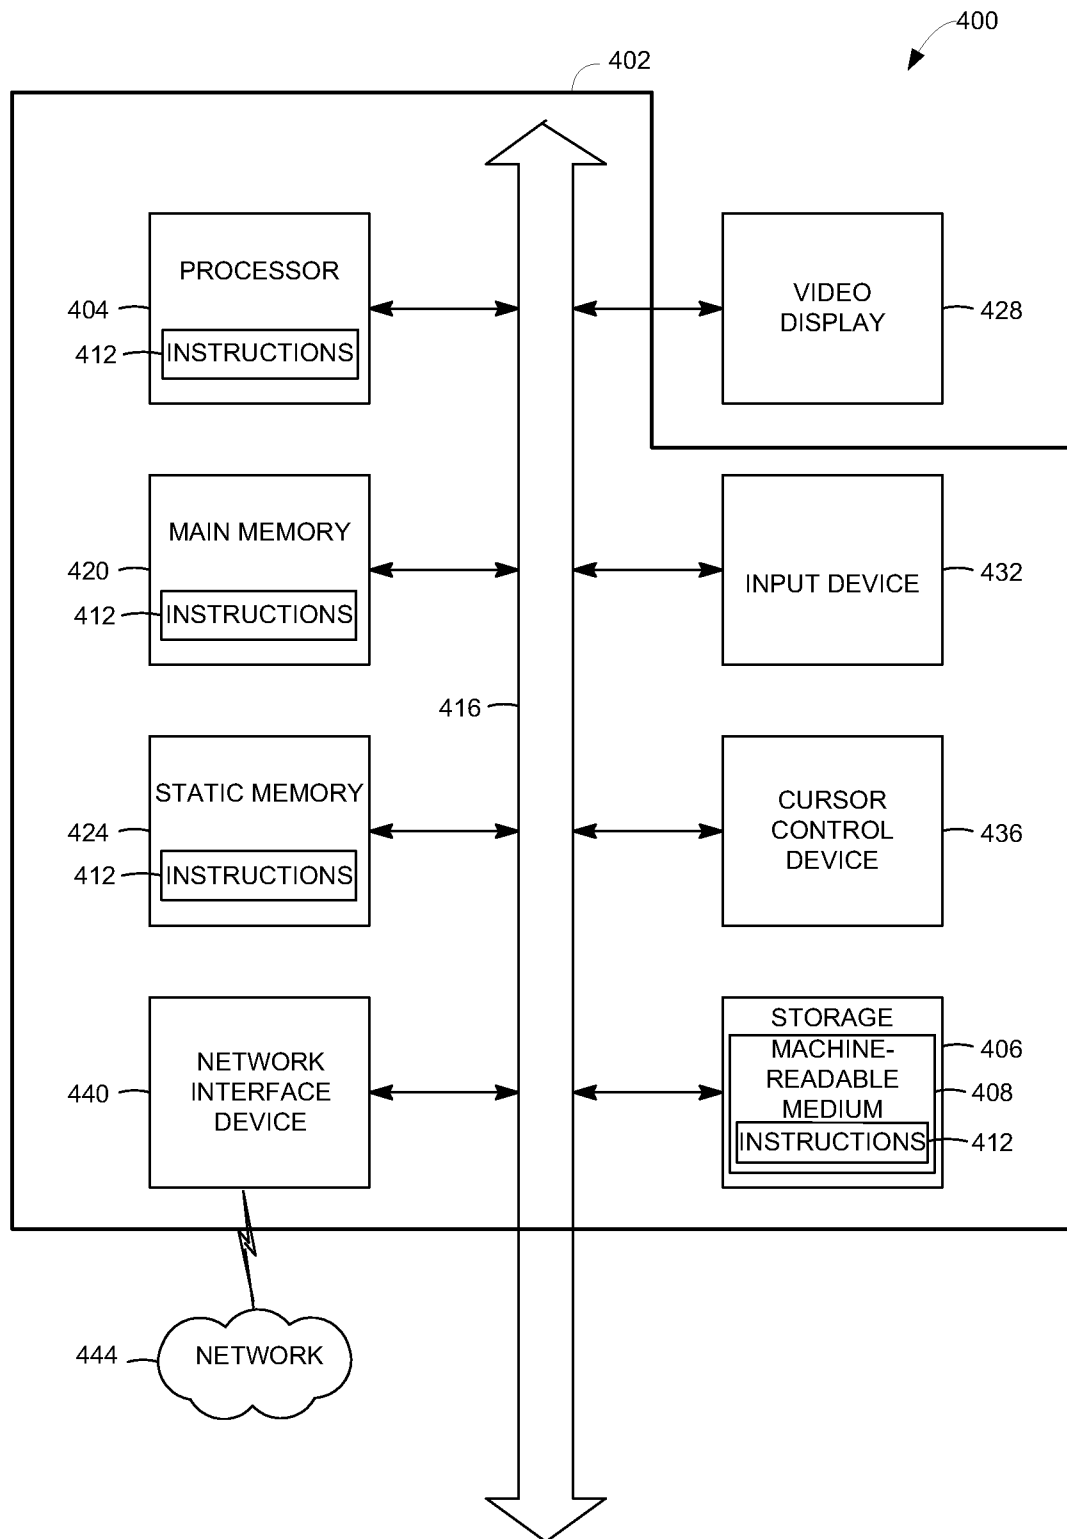 400
402
PROCESSOR
404
412
INSTRUCTIONS
VIDEO
DISPLAY
428
MAIN MEMORY
420
412
INSTRUCTIONS
INPUT DEVICE
432
416
STATIC MEMORY
424
412
INSTRUCTIONS
CURSOR
CONTROL
DEVICE
436
NETWORK
INTERFACE
DEVICE
440
STORAGE
MACHINE-
READABLE
MEDIUM
INSTRUCTIONS
406
408
412
444
NETWORK